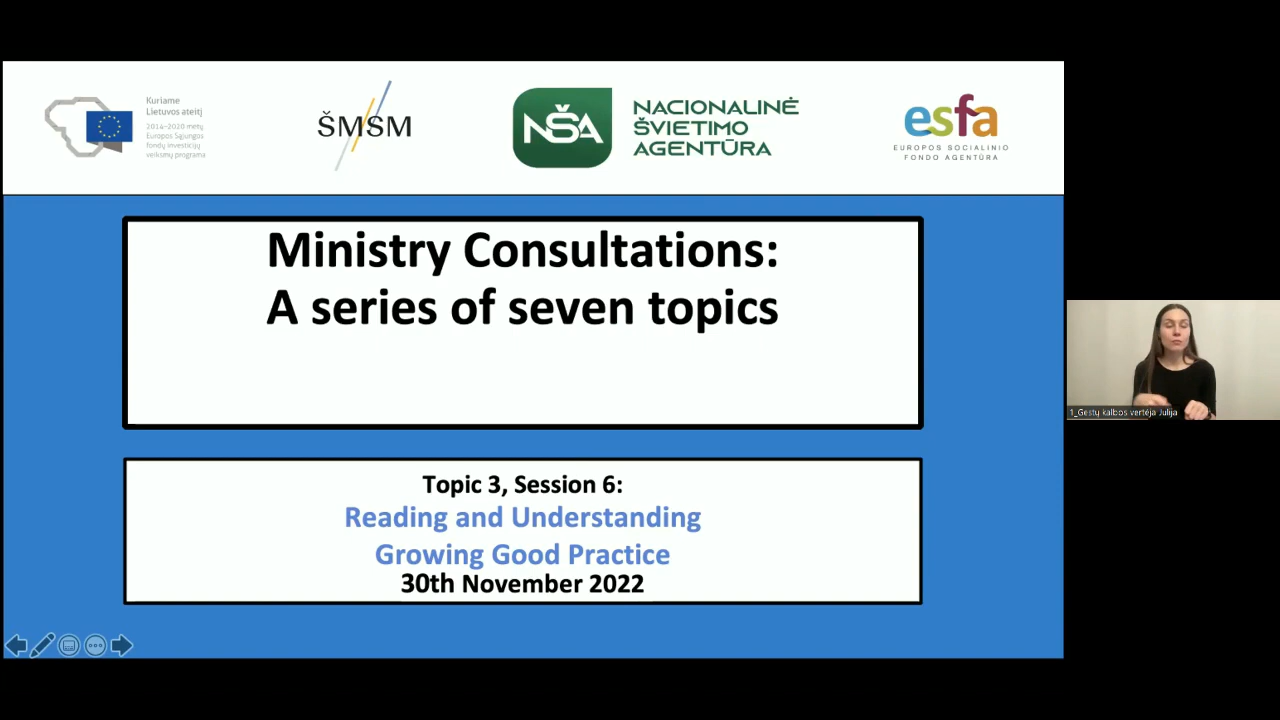 Kuriame
Lietuvos ateitį
2014–2020 metų
Europos Sąjungos
fondų investicijų
veiksmų programa
ŠMSM
NŠA
NACIONALINĖ
ŠVIETIMO
AGENTŪRA
esfa
EUROPOS SOCIALINIO
FONDO AGENTŪRA
Ministry Consultations:
A series of seven topics
Topic 3, Session 6:
Reading and Understanding
Growing Good Practice
30th November 2022
1_Gestų kalbos vertėja Julija